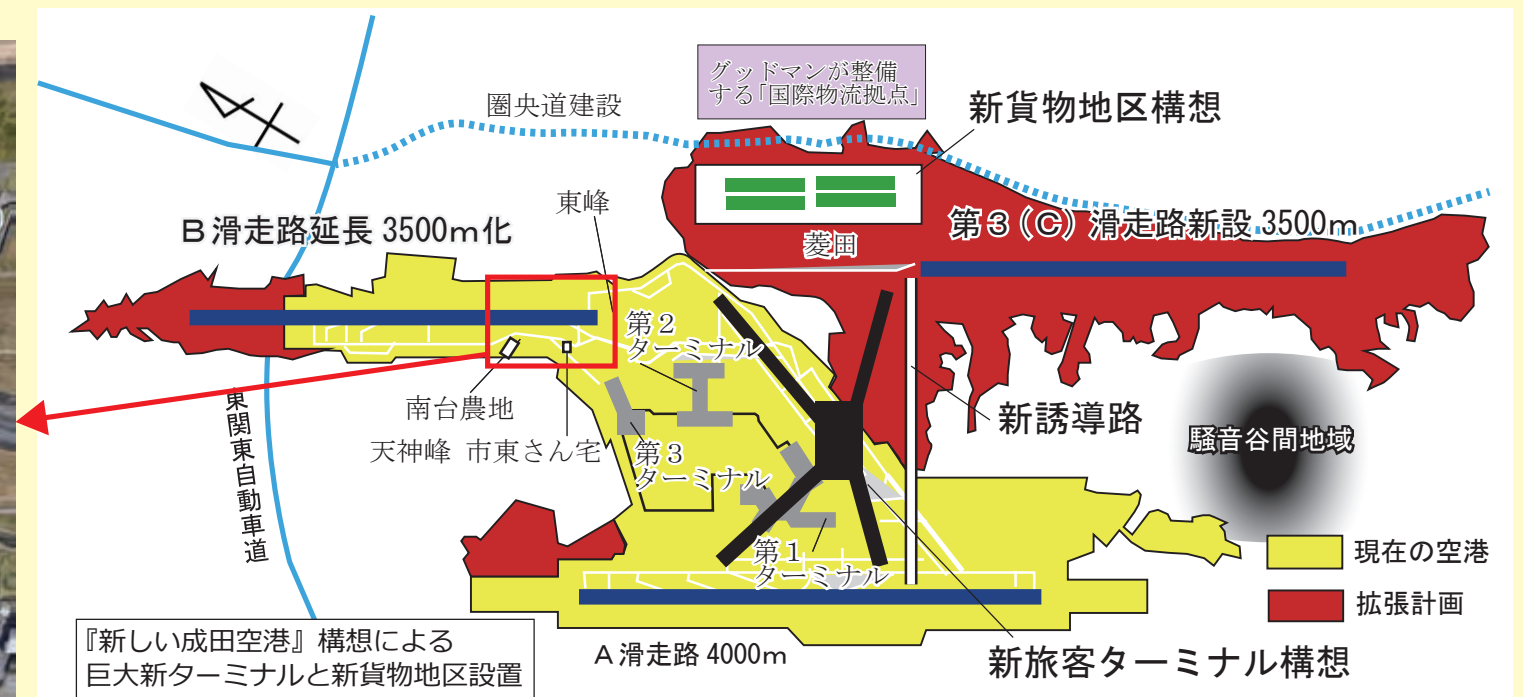 グッドマンが整備
する「国際物流拠点」
新貨物地区構想
圏央道建設
東峰
B滑走路延長 3500m化
菱田
第3(C)滑走路新設 3500m
第2
ターミナル
南台農地
天神峰 市東さん宅
第3
ターミナル
新誘導路
騒音谷間地域
東関東自動車道
第1
ターミナル
現在の空港
拡張計画
『新しい成田空港』構想による
巨大新ターミナルと新貨物地区設置
A滑走路 4000m
新旅客ターミナル構想